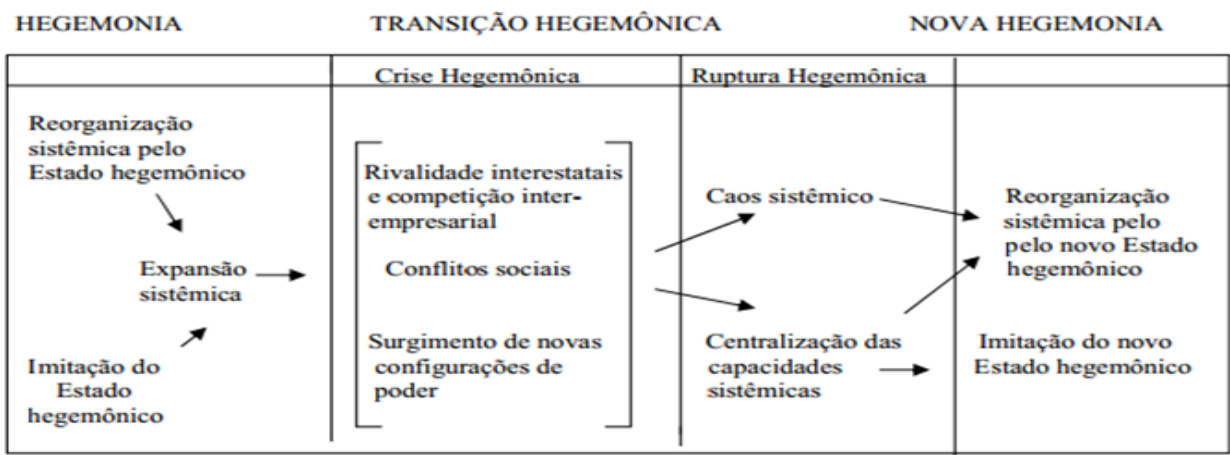 HEGEMONIA
TRANSIÇÃO HEGEMÔNICA
NOVA HEGEMONIA
Crise Hegemônica
Ruptura Hegemônica
Reorganização
sistêmica pelo
Estado hegemônico
Expansão
sistêmica
Imitação do
Estado
hegemônico
Rivalidade interestatais
e competição inter-
empresarial
Conflitos sociais
Surgimento de novas
configurações de
poder
Caos sistêmico
Centralização das
capacidades
sistêmicas
Reorganização
sistêmica pelo
pelo novo Estado
hegemônico
Imitação do novo
Estado hegemônico